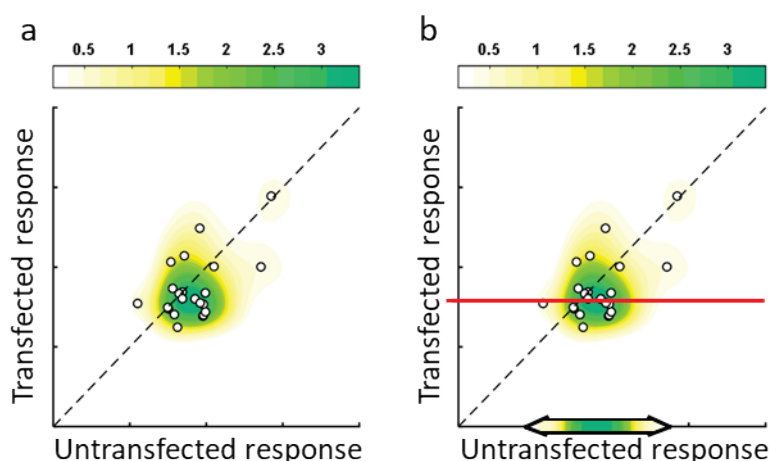 a
0.5 1 1.5 2 2.5 3
Transfected response
Untransfected response
b
0.5 1 1.5 2 2.5 3
Transfected response
Untransfected response